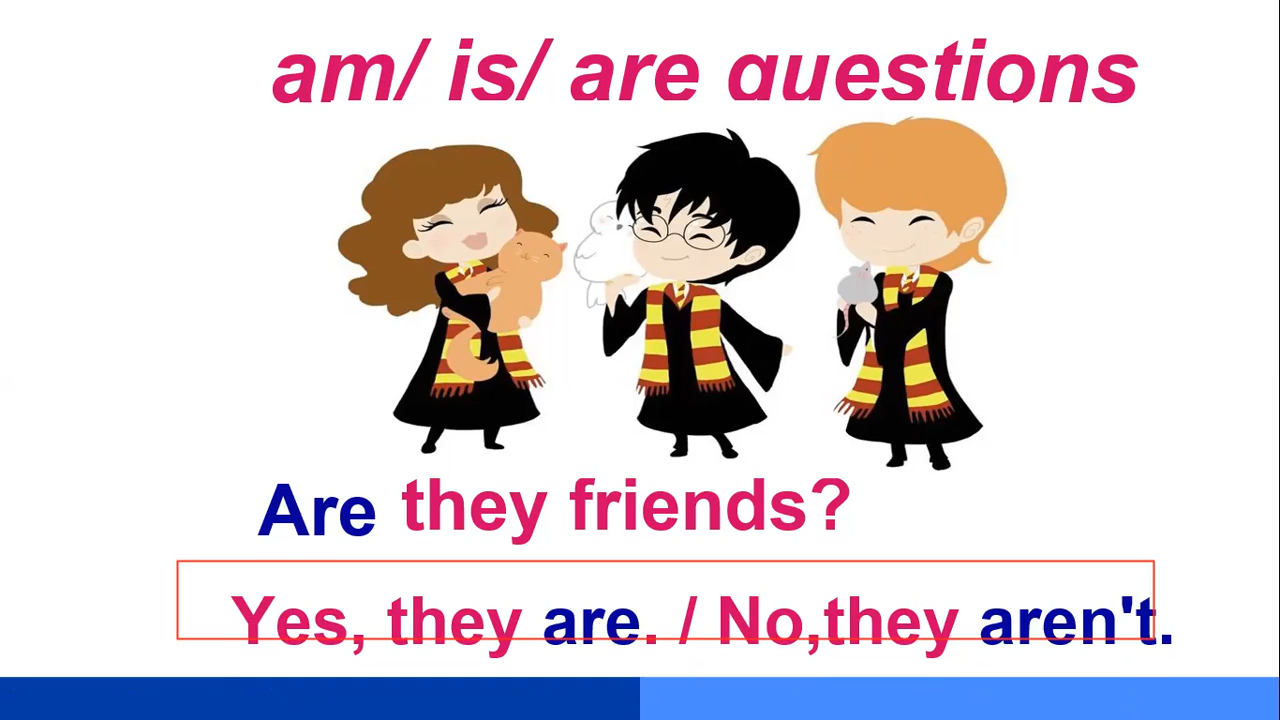 am/ is/ are questions
Are they friends?
Yes, they are. / No,they aren't.